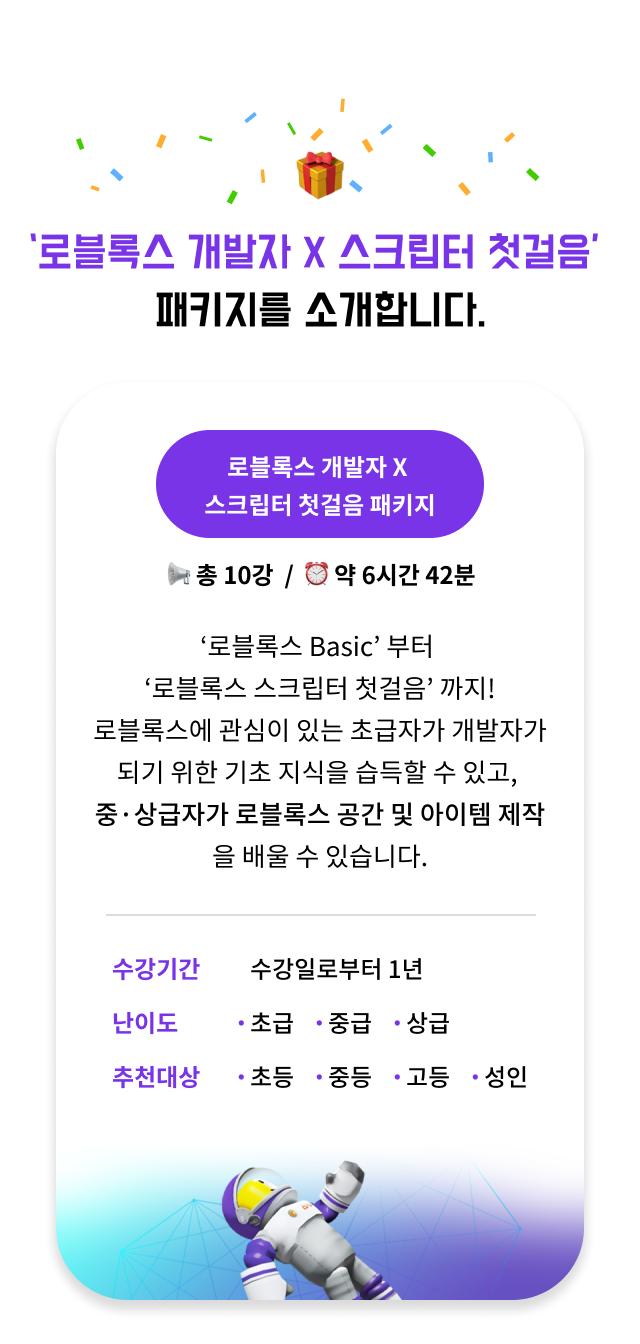 ‘로블록스 개발자 X 스크립터 첫걸음’
패키지를 소개합니다.
로블록스 개발자 X
스크립터 첫걸음 패키지
총 10강 / 약 6시간 42분
‘로블록스 Basic’ 부터
‘로블록스 스크립터 첫걸음’ 까지!
로블록스에 관심이 있는 초급자가 개발자가
되기 위한 기초 지식을 습득할 수 있고,
중·상급자가 로블록스 공간 및 아이템 제작
을 배울 수 있습니다.
수강기간 수강일로부터 1년
난이도 · 초급 · 중급 · 상급
추천대상 · 초등 · 중등 · 고등 · 성인